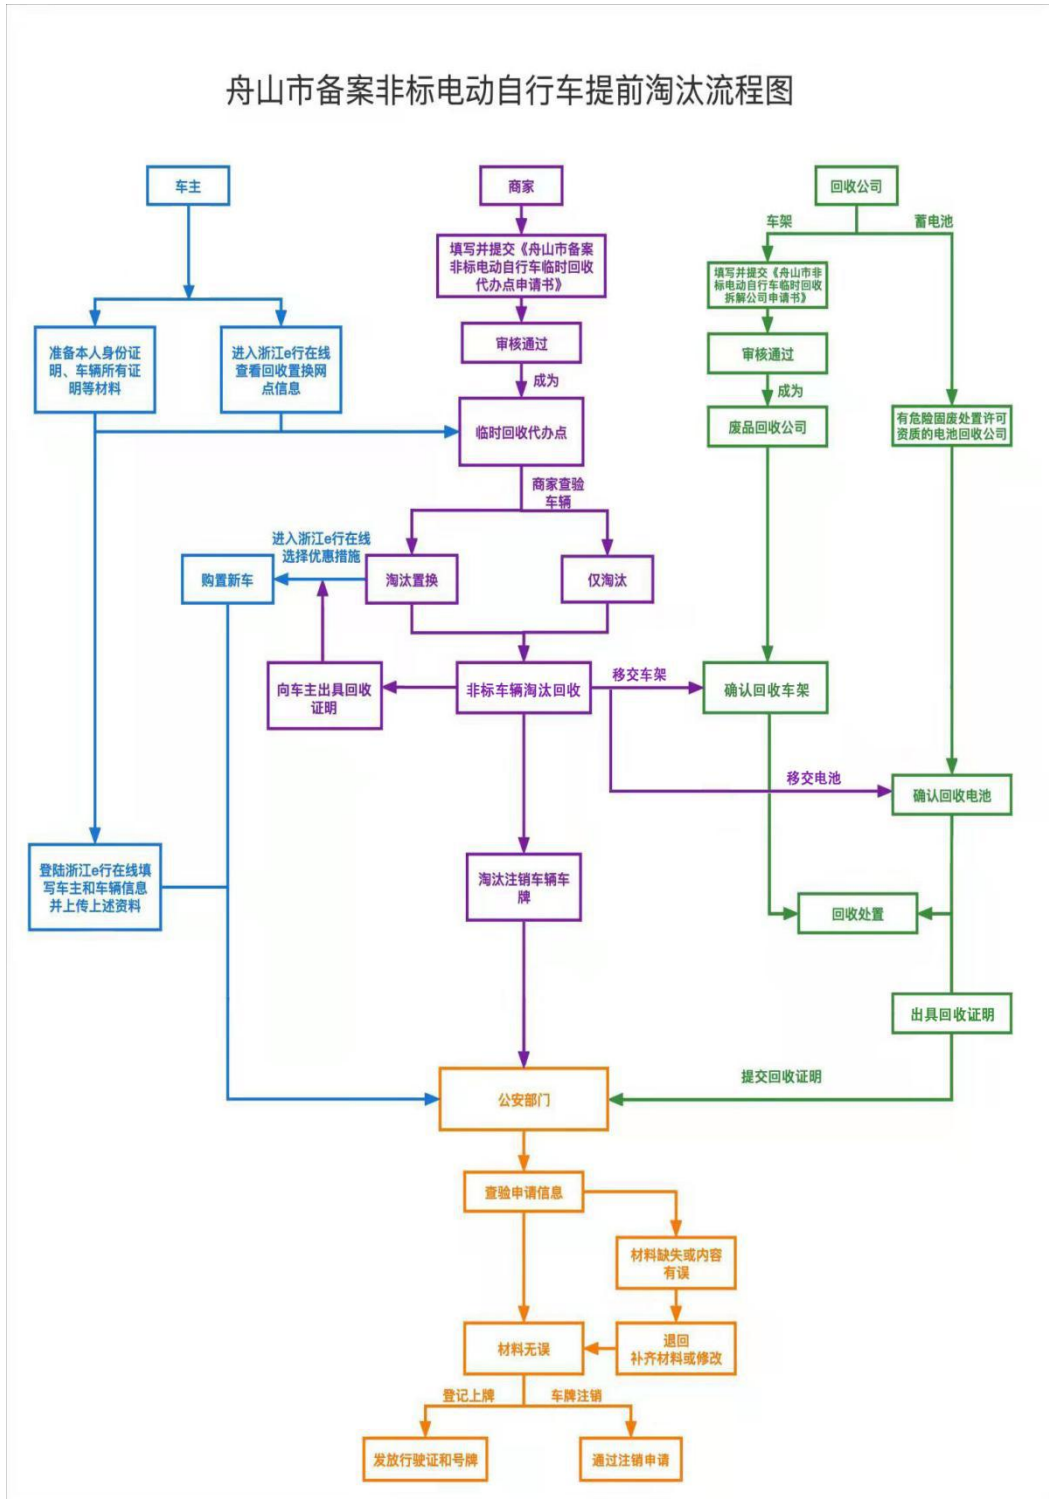 舟山市备案非标电动自行车提前淘汰流程图
车主
商家
回收公司
车架
蓄电池
填写并提交《舟山市备案
非标电动自行车临时回收
代办点申请书》
填写并提交《舟山市非
标电动自行车临时回收
拆解公司申请书》
准备本人身份证
明、车辆所有证
明等材料
进入浙江e行在线
查看回收置换网
点信息
审核通过
审核通过
成为
成为
临时回收代办点
废品回收公司
有危险固废处置许可
资质的电池回收公司
商家查验
车辆
进入浙江e行在线
选择优惠措施
购置新车
淘汰置换
仅淘汰
向车主出具回收
证明
非标车辆淘汰回收
移交车架
确认回收车架
移交电池
确认回收电池
登陆浙江e行在线填
写车主和车辆信息
并上传上述资料
淘汰注销车辆车
牌
回收处置
出具回收证明
提交回收证明
公安部门
查验申请信息
材料缺失或内容
有误
材料无误
退回
补齐材料或修改
登记上牌
车牌注销
发放行驶证和号牌
通过注销申请